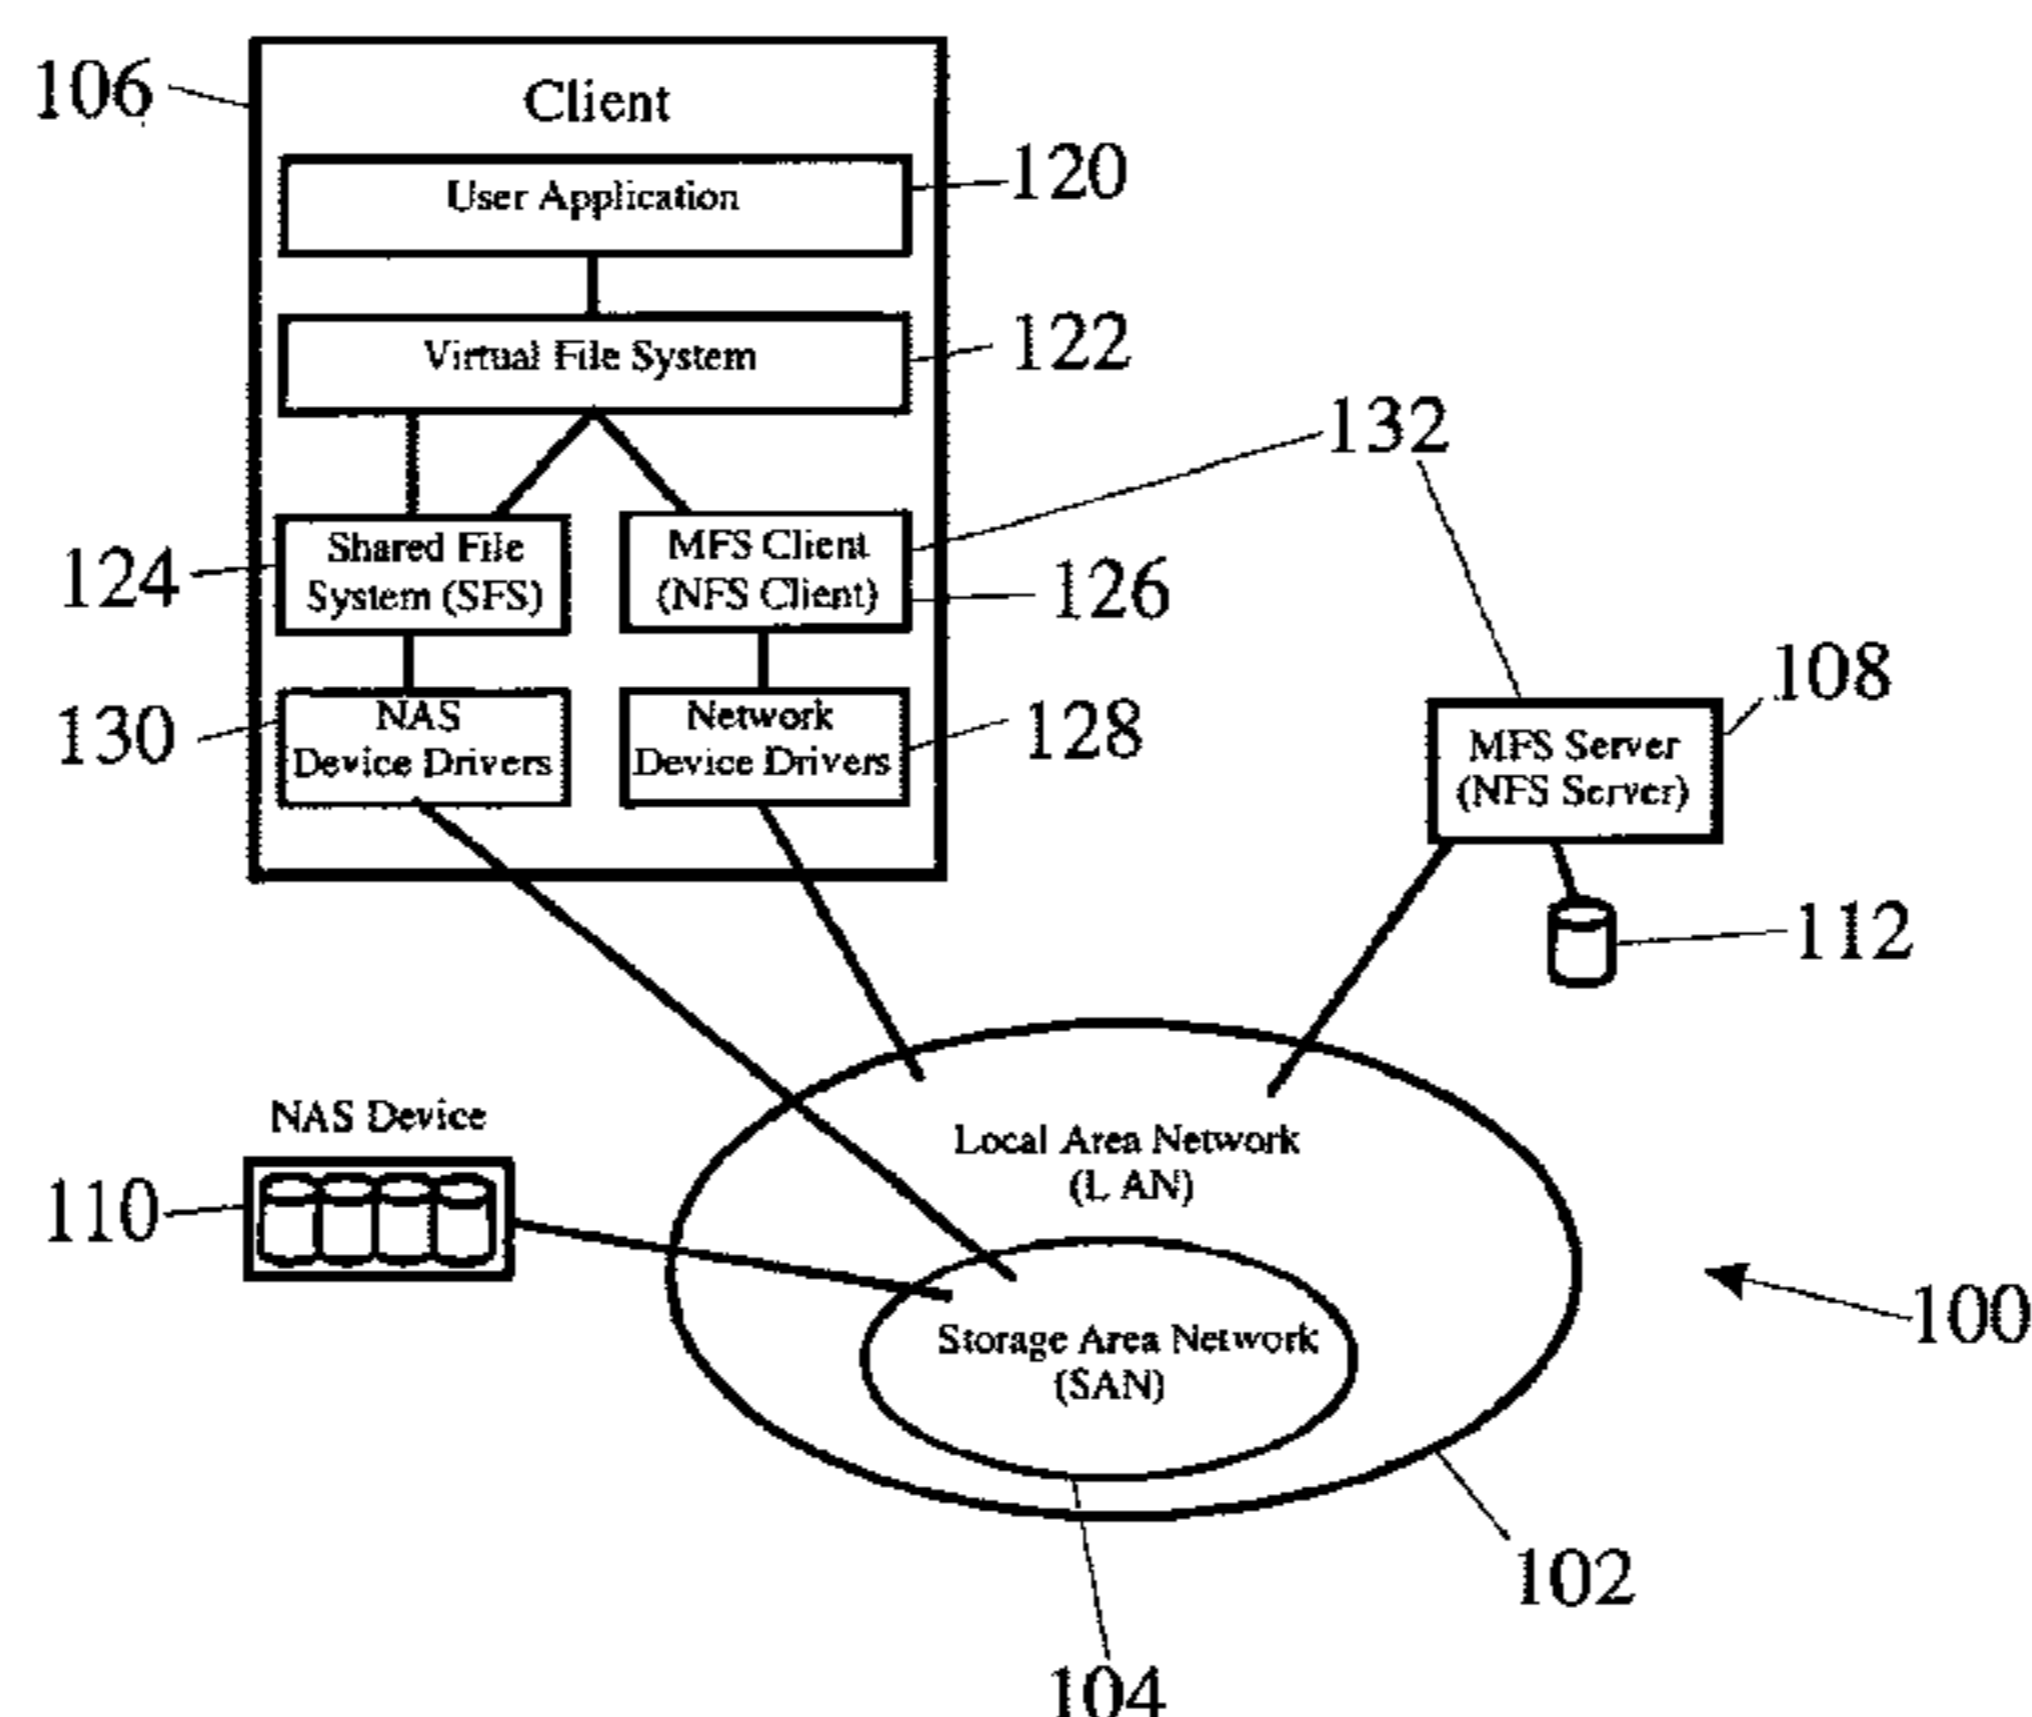 106
Client
User Application
120
Virtual File System
122
132
Shared File
System (SFS)
124
MFS Client
(NFS Client)
126
NAS
Device Drivers
130
Network
Device Drivers
128
108
MFS Server
(NFS Server)
112
NAS Device
110
Local Area Network
(L AN)
Storage Area Network
(SAN)
100
102
104